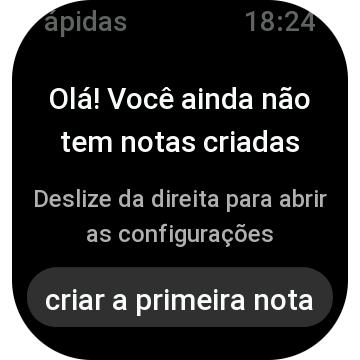 ápidas 18:24
Olá! Você ainda não
tem notas criadas
Deslize da direita para abrir
as configurações
criar a primeira nota